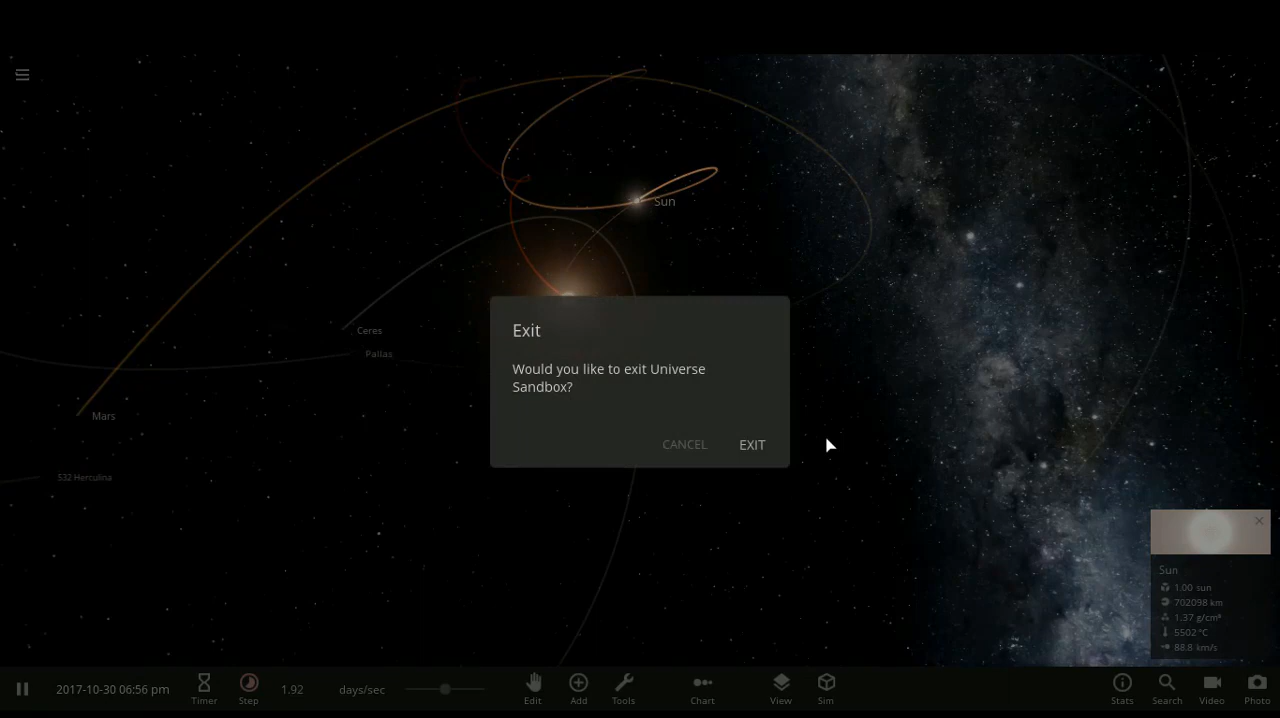 Sun
Exit
Ceres
Pallas
Would you like to exit Universe
Sandbox?
Mars
CANCEL
EXIT
532 Herculina
Sun
1.00 sun
702098 km
1.37 g/cm³
5502 °C
88.8 km/s
2017-10-30 06:56 pm
Timer
Step
1.92
days/sec
Edit
Add
Tools
Chart
View
Sim
Stats
Search
Video
Photo